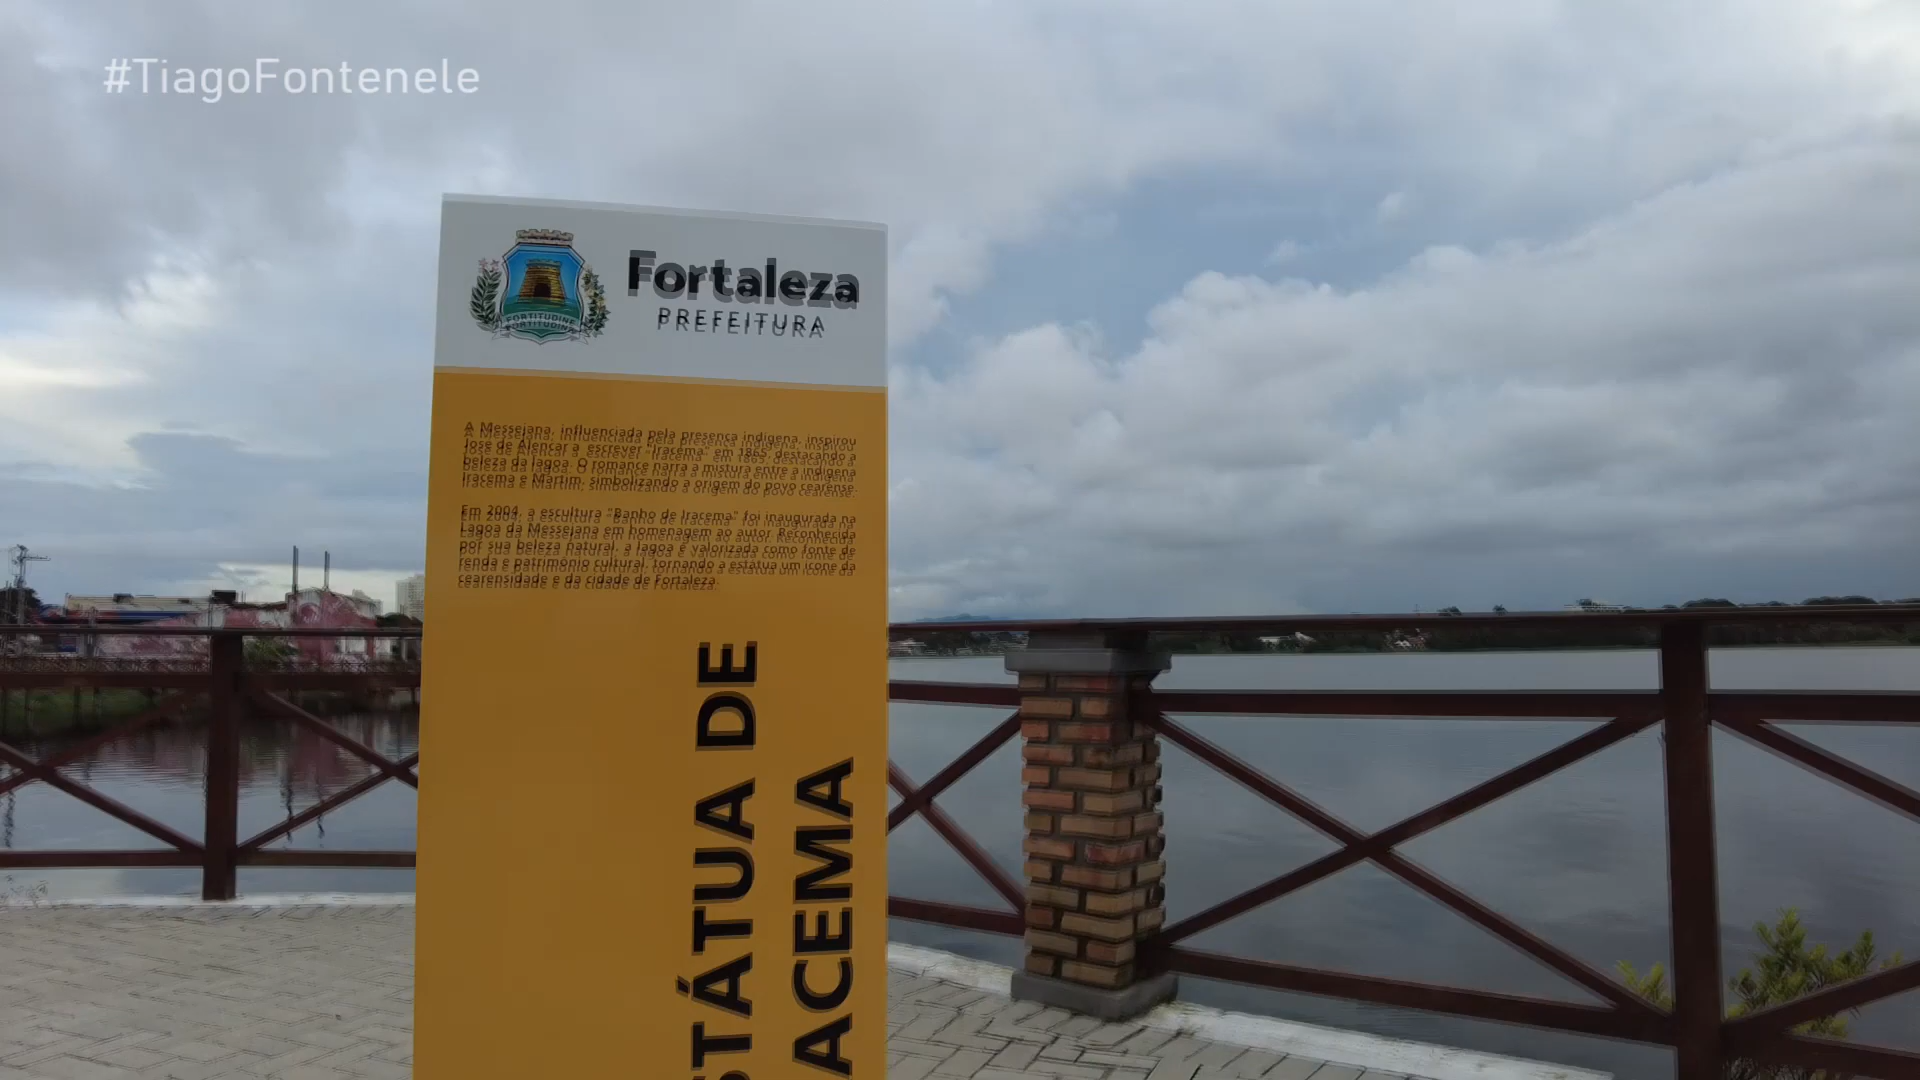 #TiagoFontenele
Fortaleza
PREFEITURA
FORTITUDINE
A Messejana, influenciada pela presença indígena, inspirou
José de Alencar a escrever "Iracema" em 1865, destacando a
beleza da lagoa. O romance narra a mistura entre a indígena
Iracema e Martim, simbolizando a origem do povo cearense.
Em 2004, a escultura "Banho de Iracema" foi inaugurada na
Lagoa da Messejana em homenagem ao autor. Reconhecida
por sua beleza natural, a lagoa é valorizada como fonte de
renda e patrimônio cultural, tornando a estátua um ícone da
cearensidade e da cidade de Fortaleza.
STÁTUA DE
ACEMA